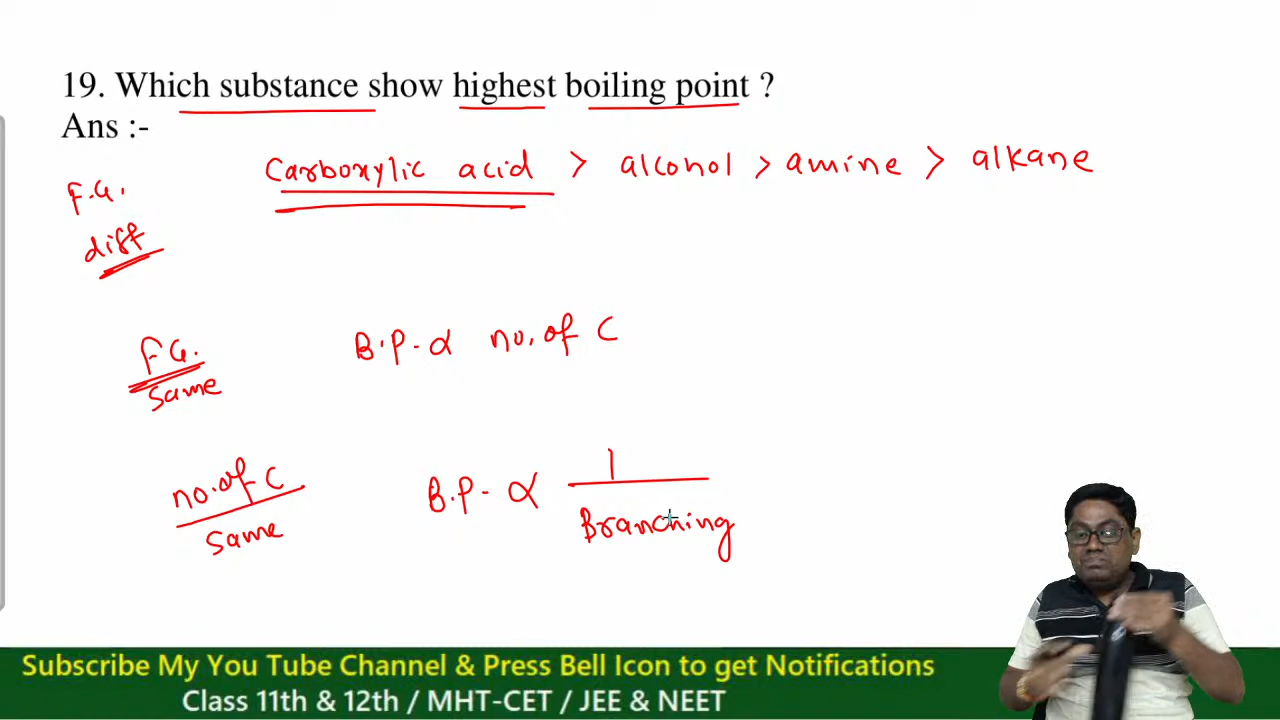 19. Which substance show highest boiling point ?
Ans :-
Carboxylic acid > alcohol > amine > alkane
F.G.
diff
F.G.
same
B.P. α no. of C
no. of C
same
B.P. α 1
Branching
Subscribe My You Tube Channel & Press Bell Icon to get Notifications
Class 11th & 12th / MHT-CET / JEE & NEET